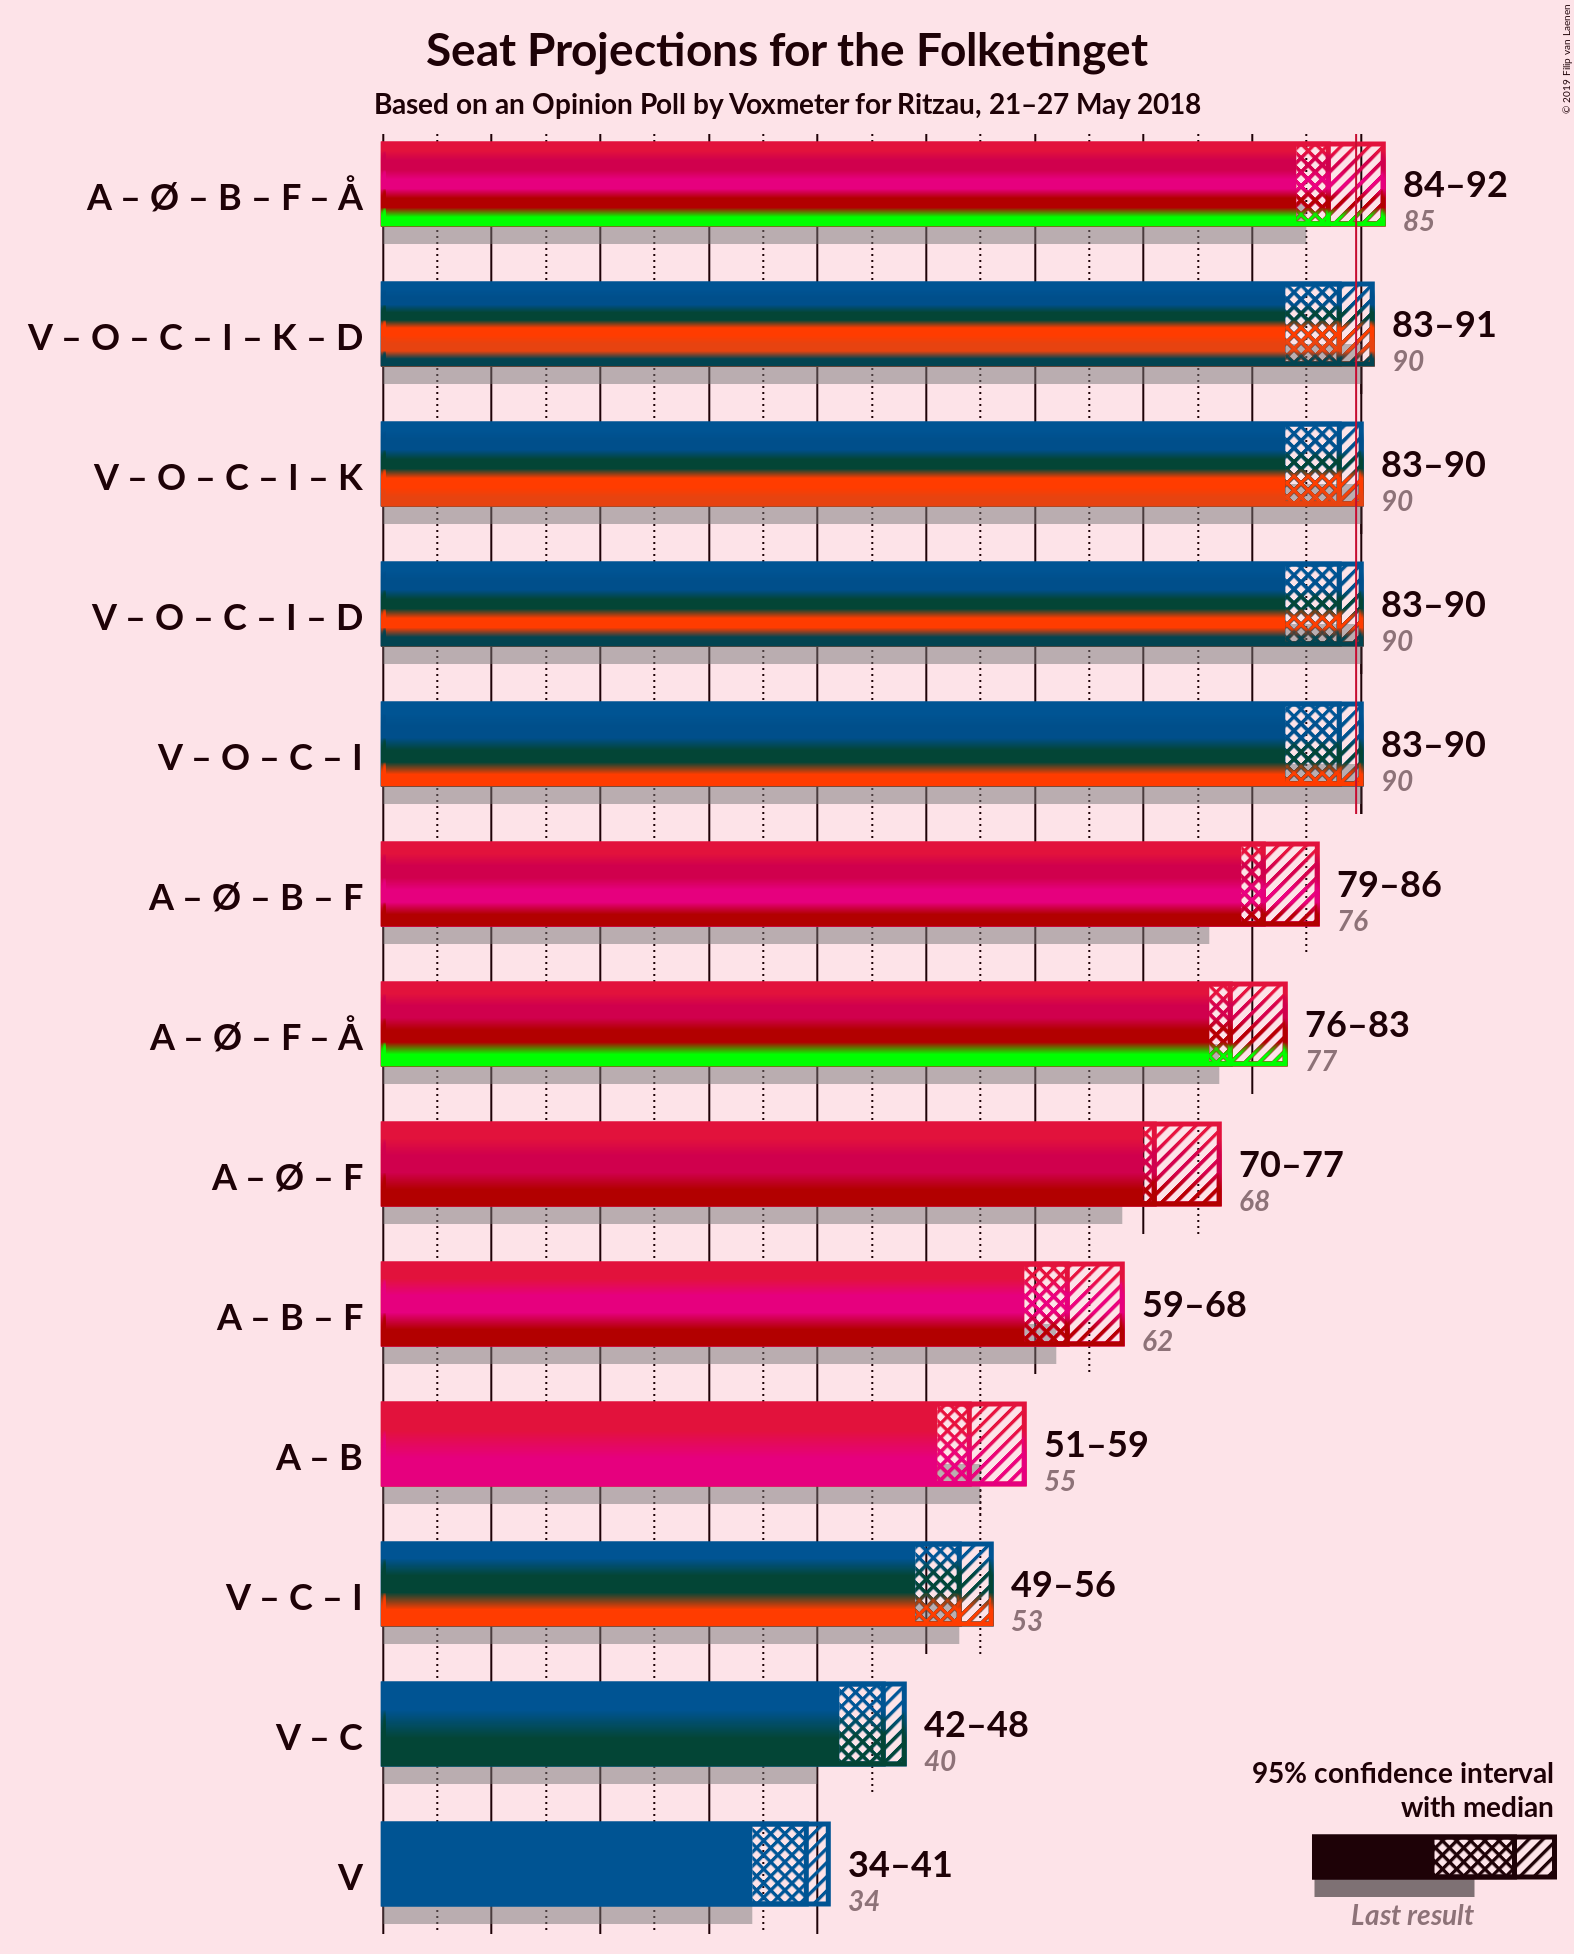 © 2019 Filip van Laenen
Seat Projections for the Folketinget
Based on an Opinion Poll by Voxmeter for Ritzau, 21–27 May 2018
A – Ø – B – F – Å
84–92
85
V – O – C – I – K – D
83–91
90
V – O – C – I – K
83–90
90
V – O – C – I – D
83–90
90
V – O – C – I
83–90
90
A – Ø – B – F
79–86
76
A – Ø – F – Å
76–83
77
A – Ø – F
70–77
68
A – B – F
59–68
62
A – B
51–59
55
V – C – I
49–56
53
V – C
42–48
40
V
34–41
34
95% confidence interval
with median
Last result